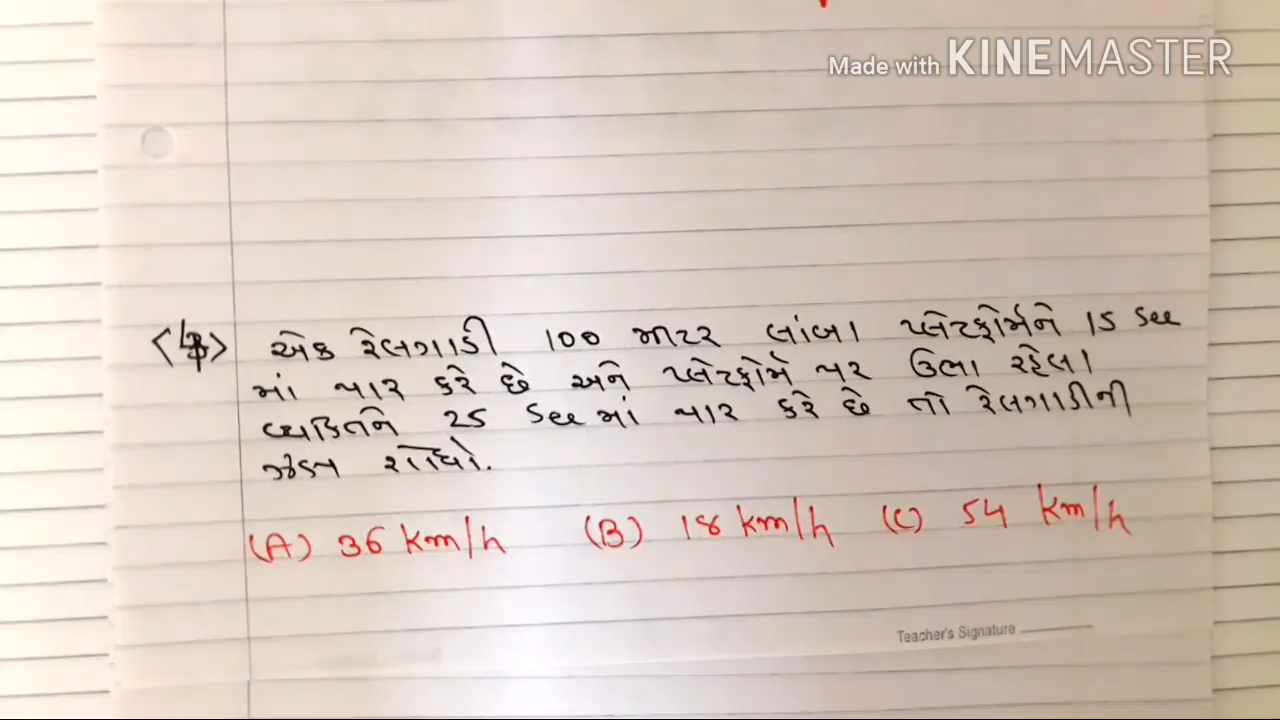 Made with KINEMASTER
<4> એક રેલગાડી 100 મીટર લાંબા પ્લેટફોર્મને 15 Sec
માં પાર કરે છે અને પ્લેટફોર્મ પર ઉભા રહેલા
વ્યક્તિને 25 Sec માં પાર કરે છે તો રેલગાડીની
ઝડપ શોધો.
(A) 36 km/h (B) 18 km/h (C) 54 km/h
Teacher's Signature